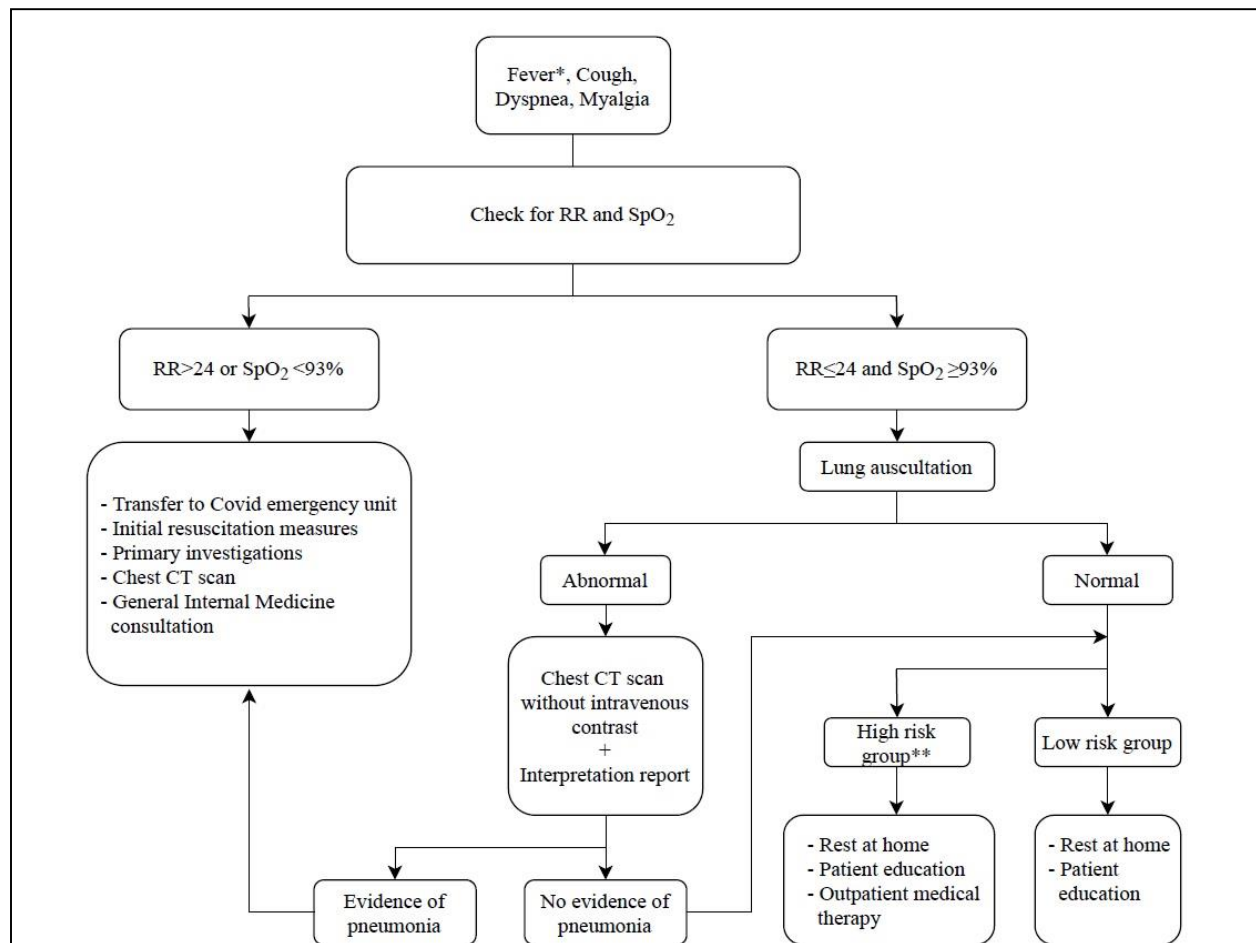 Fever*, Cough,
Dyspnea, Myalgia
Check for RR and SpO₂
RR>24 or SpO₂ <93%
RR≤24 and SpO₂ ≥93%
- Transfer to Covid emergency unit
- Initial resuscitation measures
- Primary investigations
- Chest CT scan
- General Internal Medicine
consultation
Lung auscultation
Abnormal
Normal
Chest CT scan
without intravenous
contrast
+
Interpretation report
High risk
group**
Low risk group
- Rest at home
- Patient education
- Outpatient medical
therapy
- Rest at home
- Patient
education
Evidence of
pneumonia
No evidence of
pneumonia